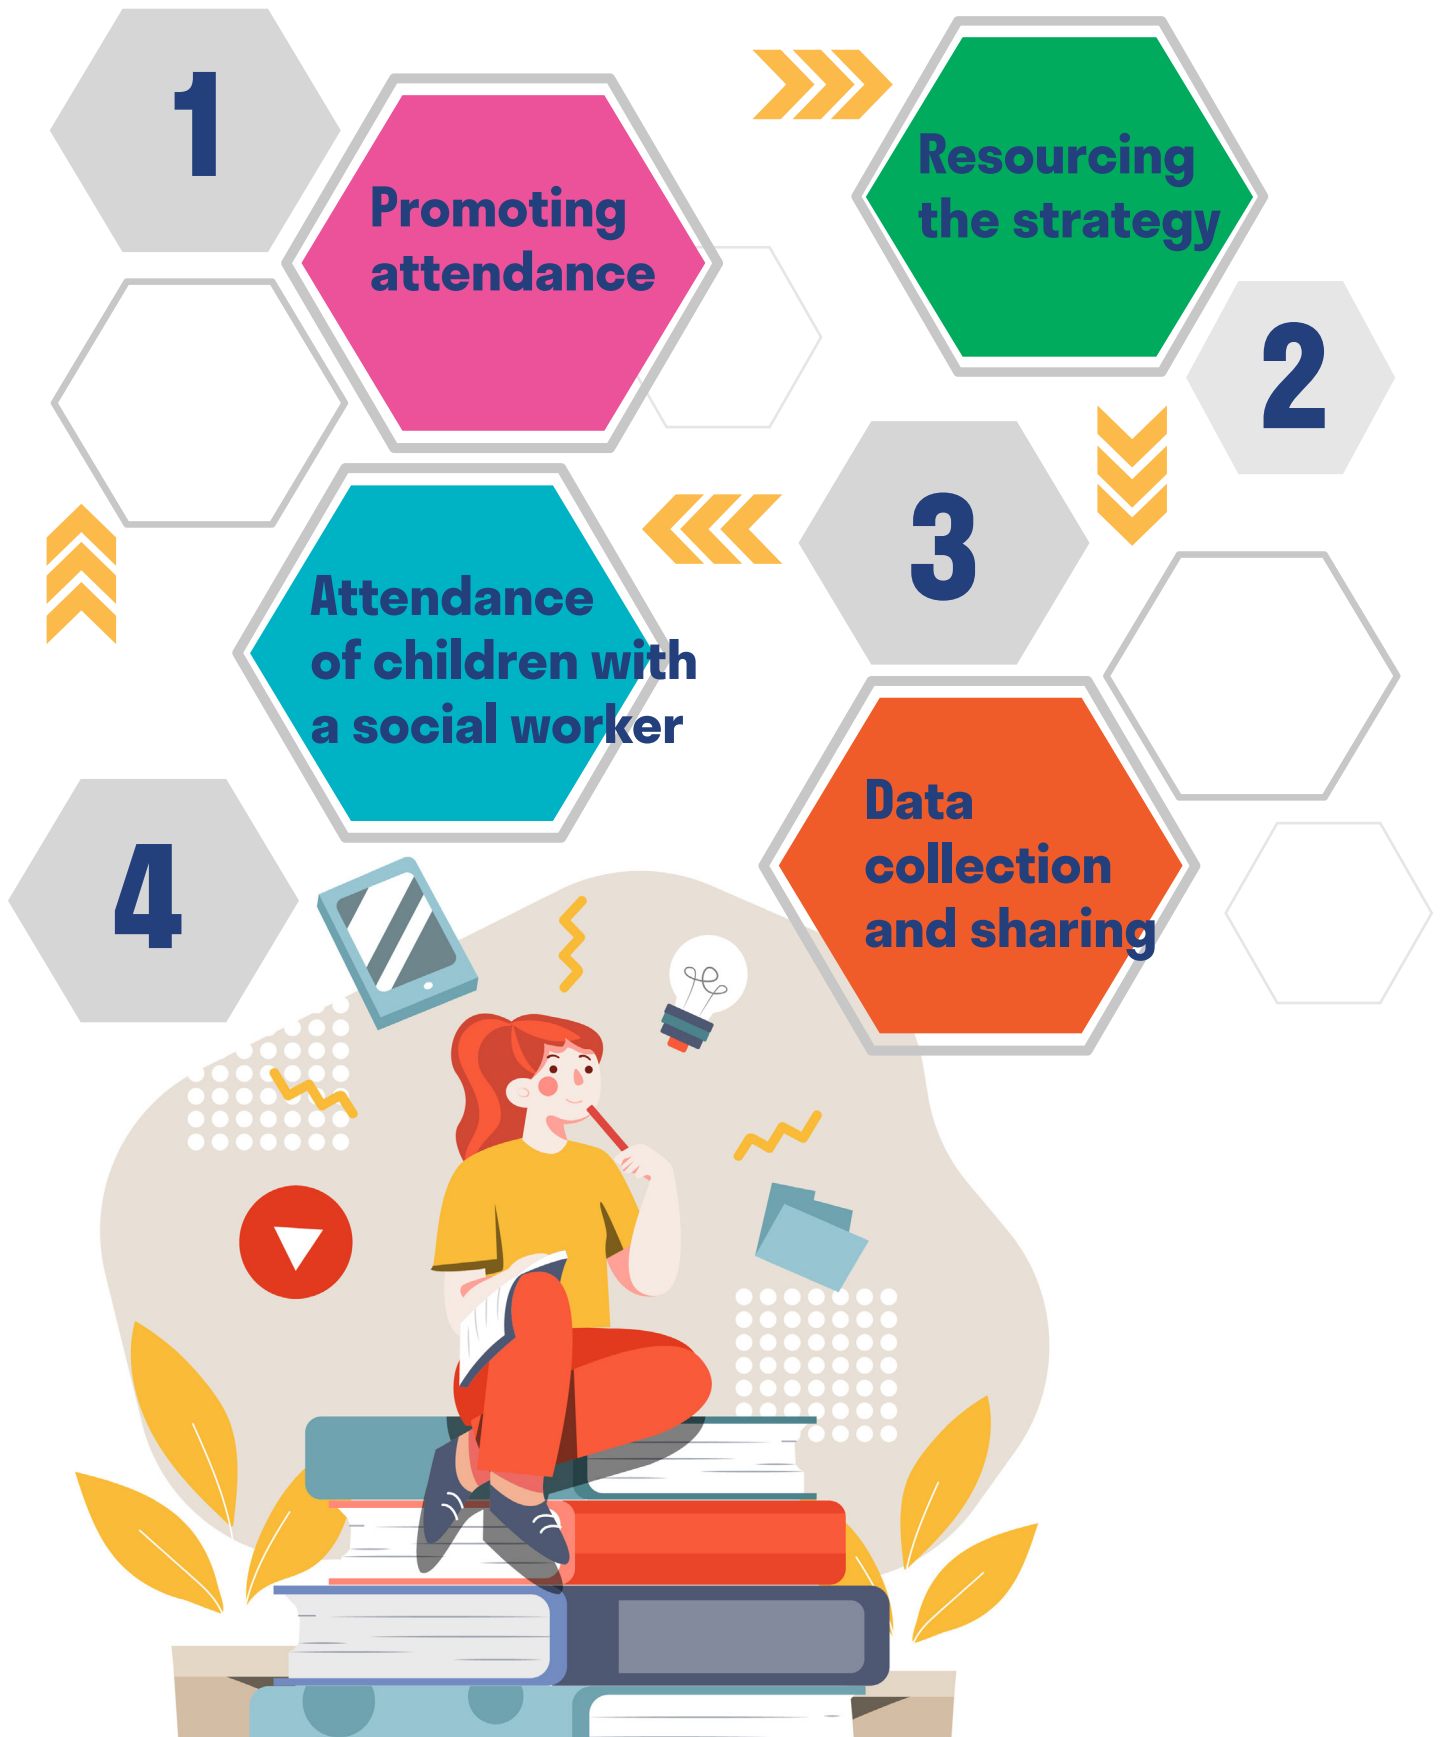 1
Promoting
attendance
Resourcing
the strategy
2
3
Data
collection
and sharing
Attendance
of children with
a social worker
4